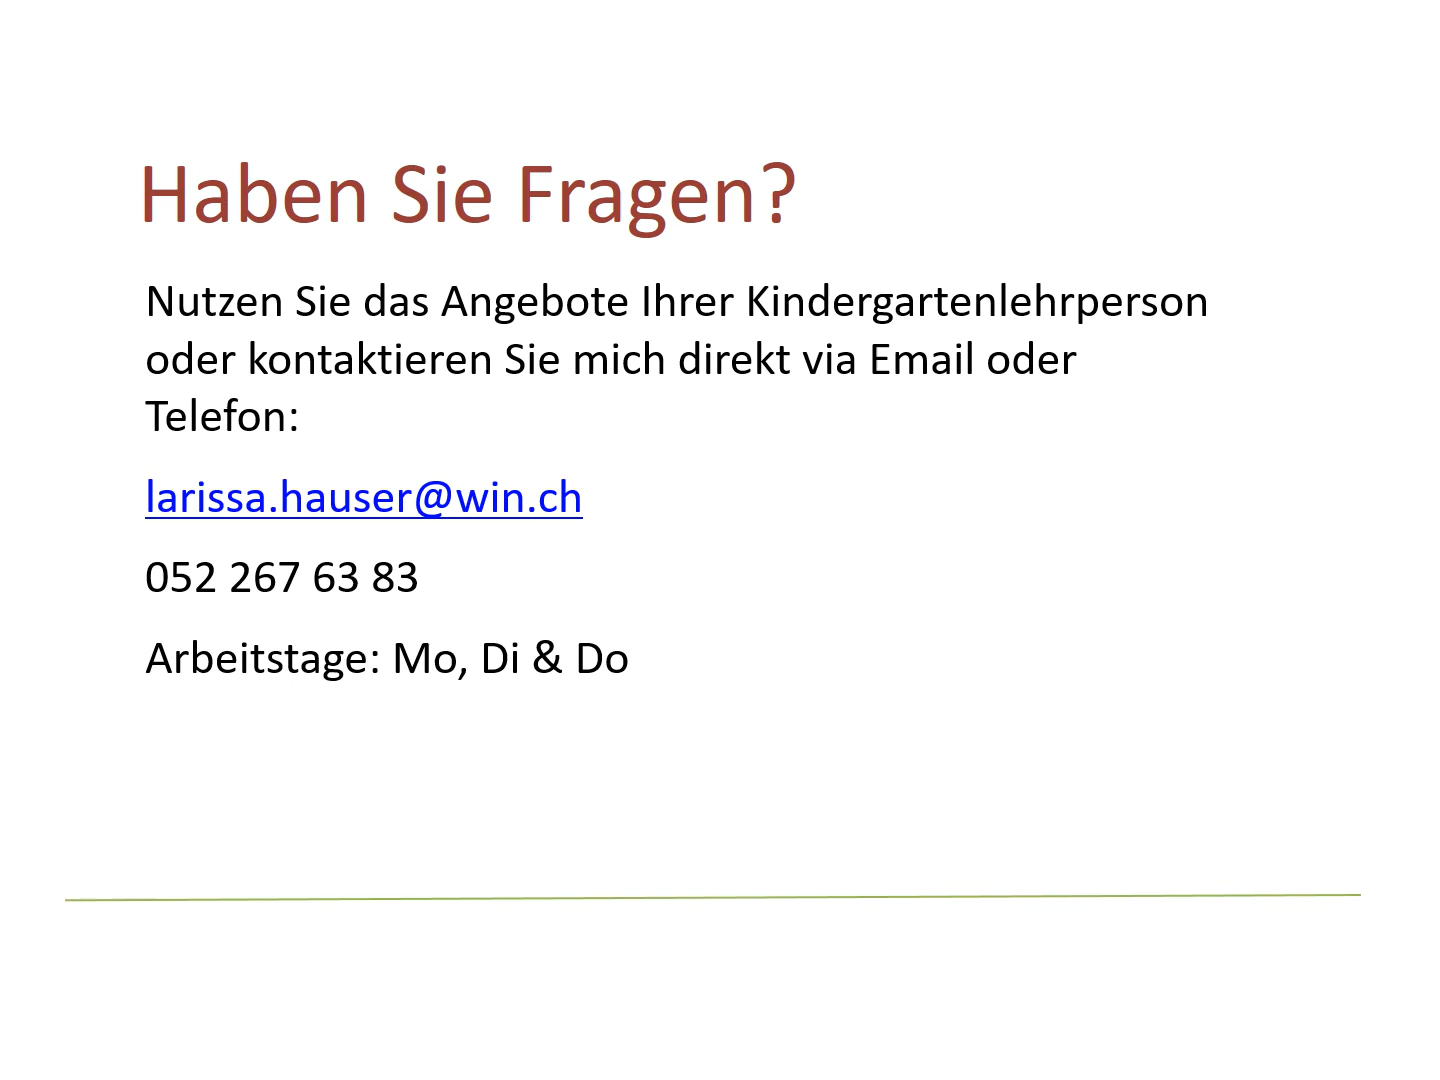 Haben Sie Fragen?
Nutzen Sie das Angebote Ihrer Kindergartenlehrperson
oder kontaktieren Sie mich direkt via Email oder
Telefon:
larissa.hauser@win.ch
052 267 63 83
Arbeitstage: Mo, Di & Do